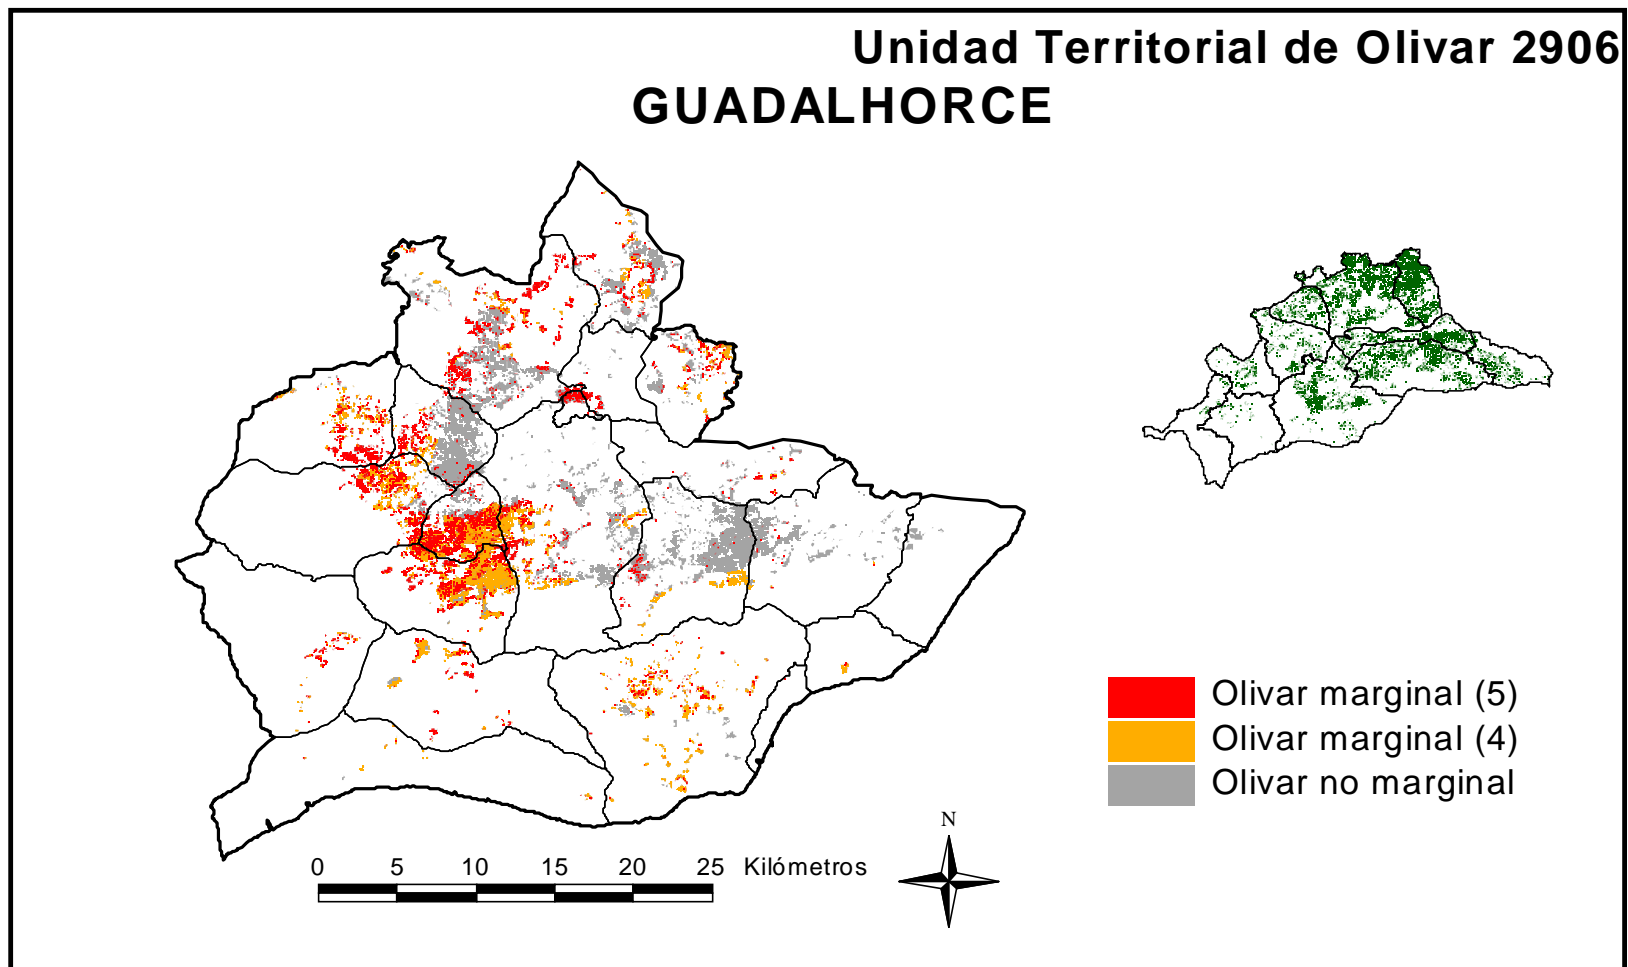 Unidad Territorial de Olivar 2906
GUADALHORCE
Olivar marginal (5)
Olivar marginal (4)
Olivar no marginal
N
0 5 10 15 20 25 Kilómetros